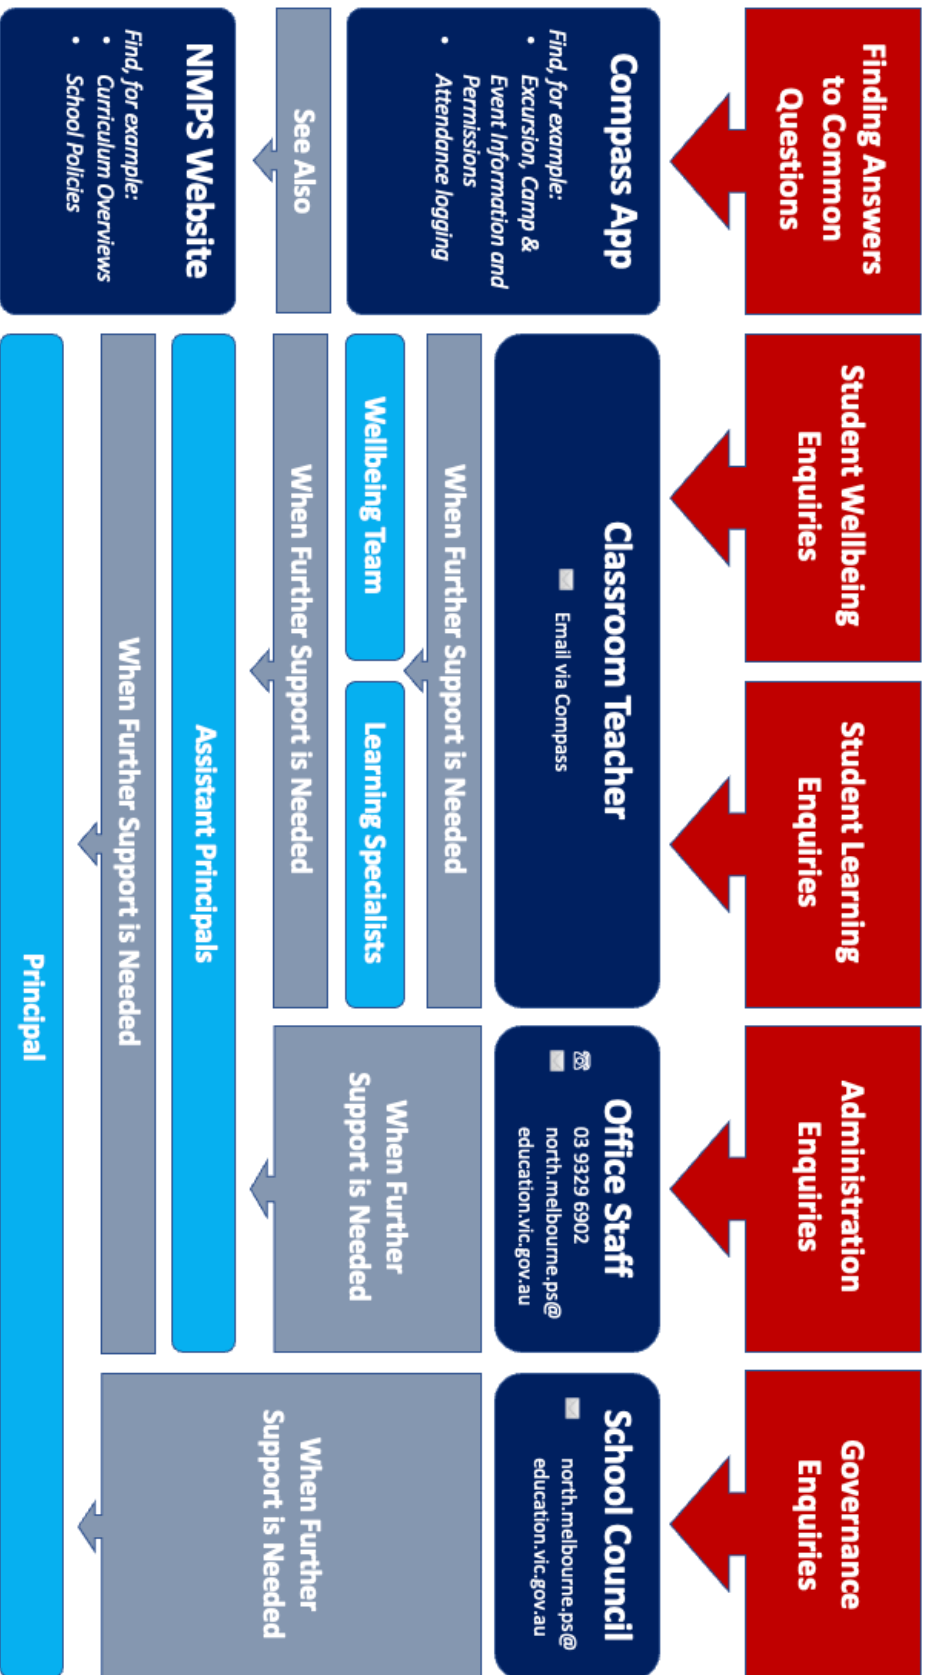 Finding Answers
to Common
Questions
Student Wellbeing
Enquiries
Student Learning
Enquiries
Administration
Enquiries
Governance
Enquiries
Compass App
Find, for example:
• Excursion, Camp &
Event Information and
Permissions
• Attendance logging
Classroom Teacher
Email via Compass
Office Staff
03 9329 6902
north.melbourne.ps@
education.vic.gov.au
School Council
north.melbourne.ps@
education.vic.gov.au
When Further Support is Needed
Wellbeing Team
Learning Specialists
When Further
Support is Needed
When Further
Support is Needed
See Also
When Further Support is Needed
NMPS Website
Find, for example:
• Curriculum Overviews
• School Policies
Assistant Principals
When Further Support is Needed
Principal